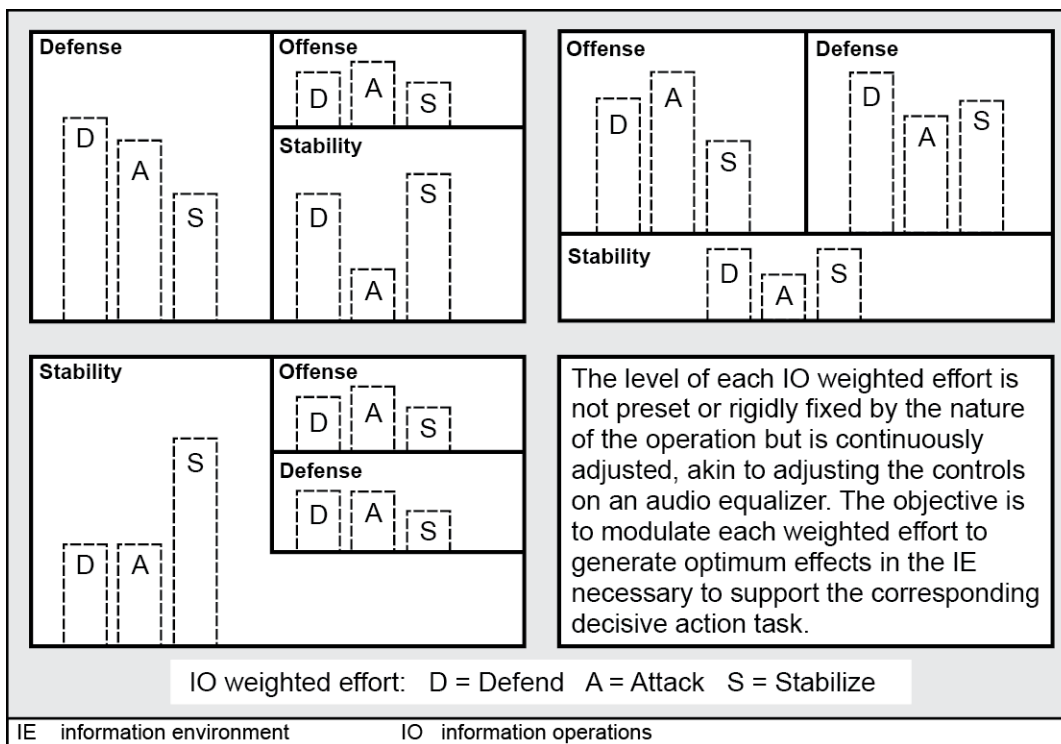 Defense
D
A
S
Offense
D
A
S
Stability
D
A
S
Offense
D
A
S
Defense
D
A
S
Stability
D
A
S
Stability
D
A
S
Offense
D
A
S
Defense
D
A
S
The level of each IO weighted effort is
not preset or rigidly fixed by the nature
of the operation but is continuously
adjusted, akin to adjusting the controls
on an audio equalizer. The objective is
to modulate each weighted effort to
generate optimum effects in the IE
necessary to support the corresponding
decisive action task.
IO weighted effort: D = Defend A = Attack S = Stabilize
IE information environment IO information operations